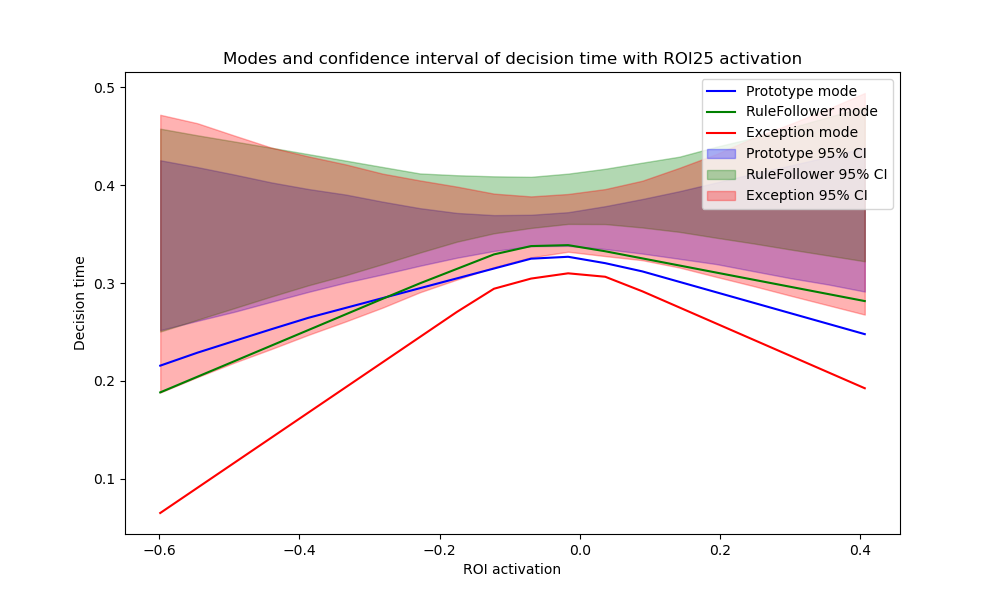 Modes and confidence interval of decision time with ROI25 activation
Prototype mode
RuleFollower mode
Exception mode
Prototype 95% CI
RuleFollower 95% CI
Exception 95% CI
Decision time
0.5
0.4
0.3
0.2
0.1
−0.6
−0.4
−0.2
0.0
0.2
0.4
ROI activation